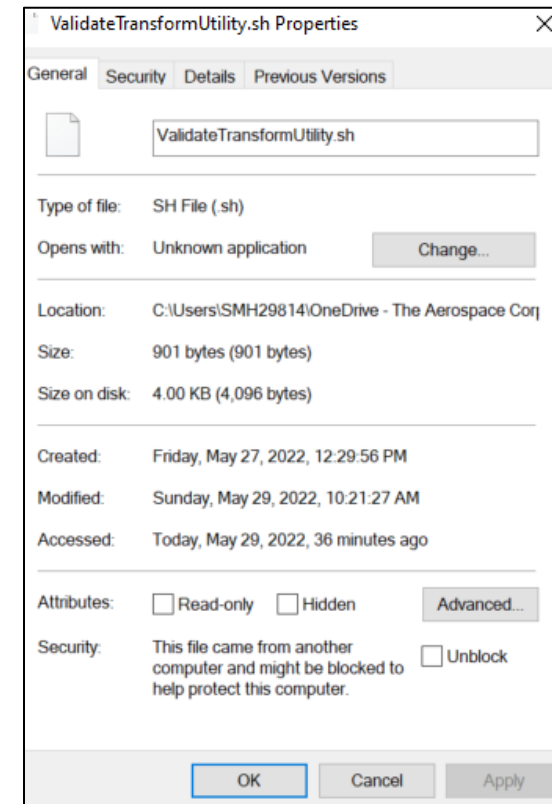 ValidateTransformUtility.sh Properties
General Security Details Previous Versions
ValidateTransformUtility.sh
Type of file: SH File (.sh)
Opens with: Unknown application Change...
Location: C:\Users\SMH29814\OneDrive - The Aerospace Corp
Size: 901 bytes (901 bytes)
Size on disk: 4.00 KB (4,096 bytes)
Created: Friday, May 27, 2022, 12:29:56 PM
Modified: Sunday, May 29, 2022, 10:21:27 AM
Accessed: Today, May 29, 2022, 36 minutes ago
Attributes: Read-only Hidden Advanced...
Security: This file came from another
computer and might be blocked to
help protect this computer.
Unblock
OK Cancel Apply